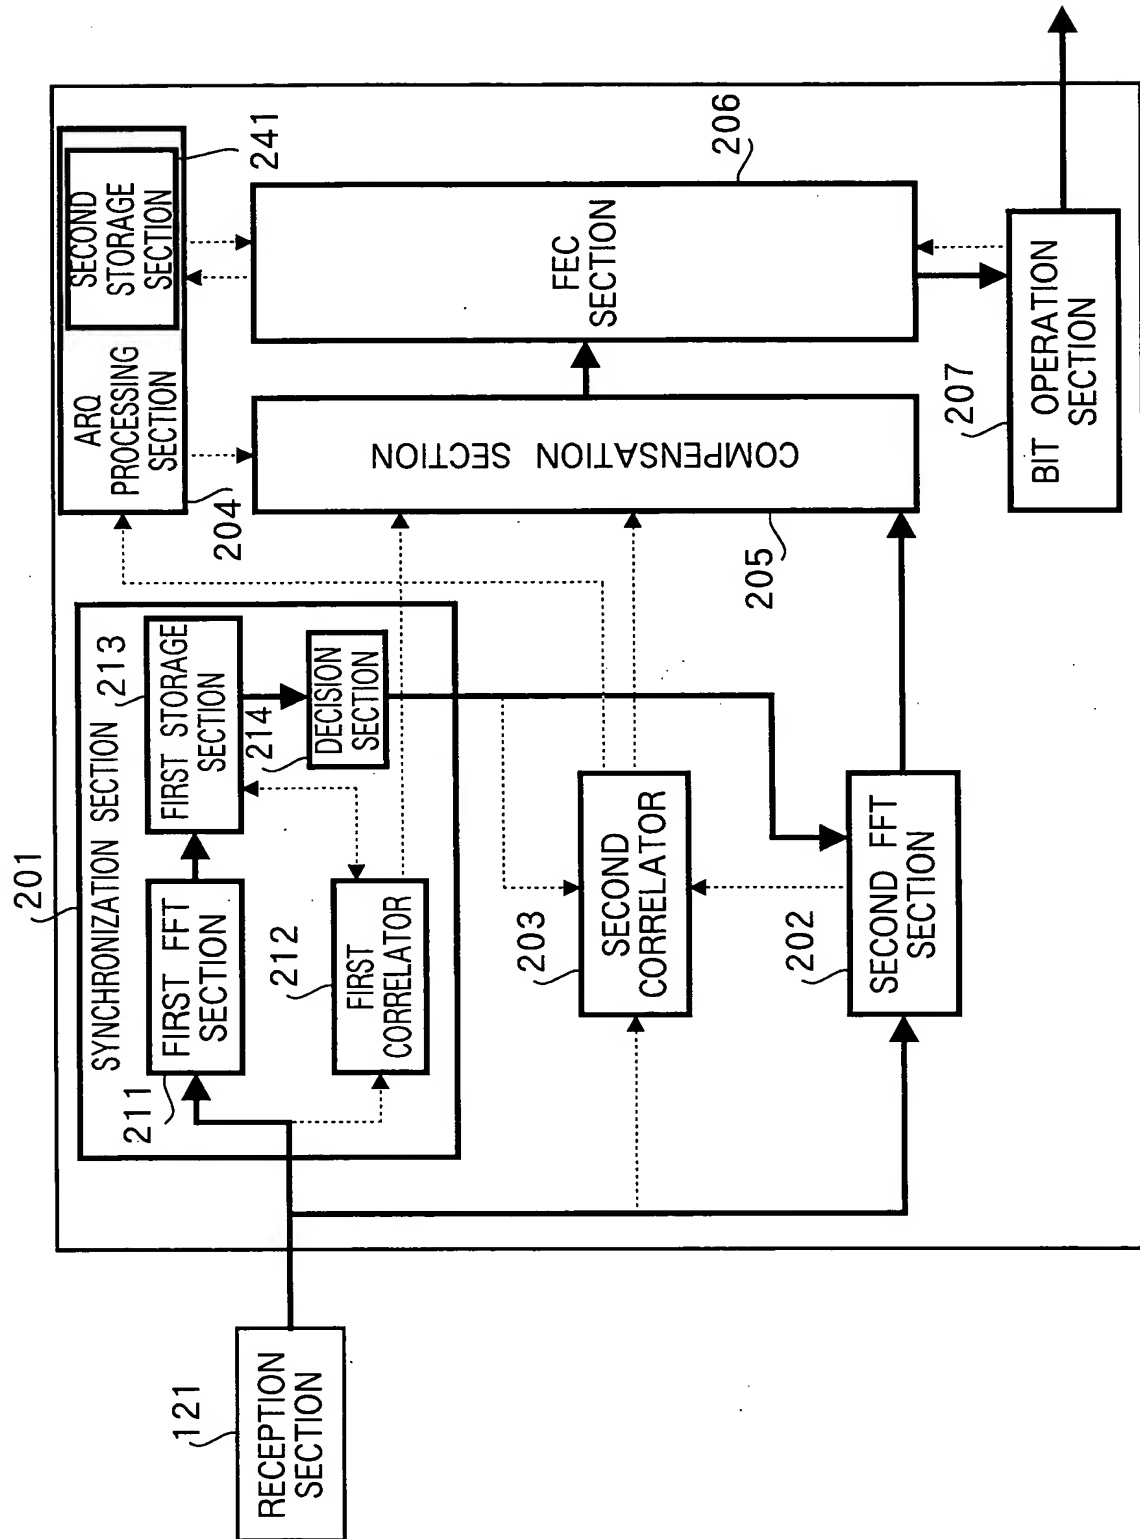 201
SYNCHRONIZATION SECTION
211
FIRST FFT
SECTION
213
FIRST STORAGE
SECTION
212
FIRST
CORRELATOR
214
DECISION
SECTION
204
ARQ
PROCESSING
SECTION
SECOND
STORAGE
SECTION
241
121
RECEPTION
SECTION
203
SECOND
CORRELATOR
205
COMPENSATION SECTION
206
FEC
SECTION
202
SECOND FFT
SECTION
207
BIT OPERATION
SECTION